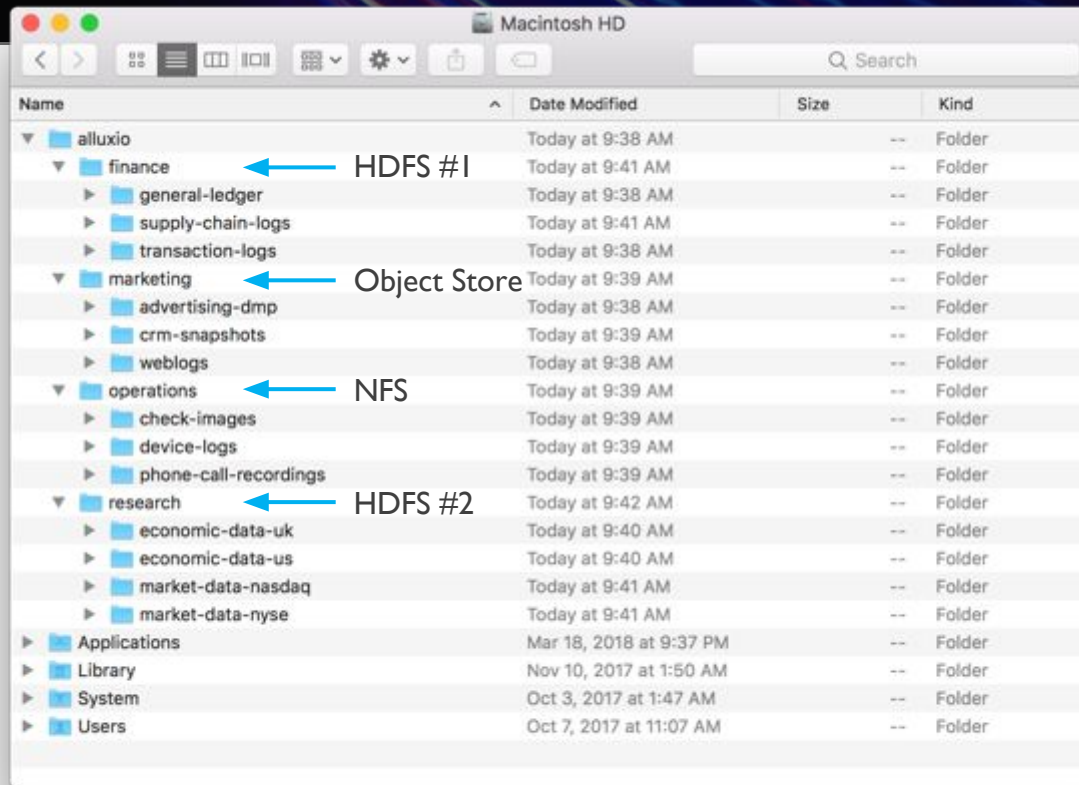 Macintosh HD
Search
Name Date Modified Size Kind
alluxio Today at 9:38 AM -- Folder
finance HDFS #1 Today at 9:41 AM -- Folder
general-ledger Today at 9:38 AM -- Folder
supply-chain-logs Today at 9:41 AM -- Folder
transaction-logs Today at 9:38 AM -- Folder
marketing Object Store Today at 9:39 AM -- Folder
advertising-dmp Today at 9:38 AM -- Folder
crm-snapshots Today at 9:39 AM -- Folder
weblogs Today at 9:38 AM -- Folder
operations NFS Today at 9:39 AM -- Folder
check-images Today at 9:39 AM -- Folder
device-logs Today at 9:39 AM -- Folder
phone-call-recordings Today at 9:39 AM -- Folder
research HDFS #2 Today at 9:42 AM -- Folder
economic-data-uk Today at 9:40 AM -- Folder
economic-data-us Today at 9:40 AM -- Folder
market-data-nasdaq Today at 9:41 AM -- Folder
market-data-nyse Today at 9:41 AM -- Folder
Applications Mar 18, 2018 at 9:37 PM -- Folder
Library Nov 10, 2017 at 1:50 AM -- Folder
System Oct 3, 2017 at 1:47 AM -- Folder
Users Oct 7, 2017 at 11:07 AM -- Folder